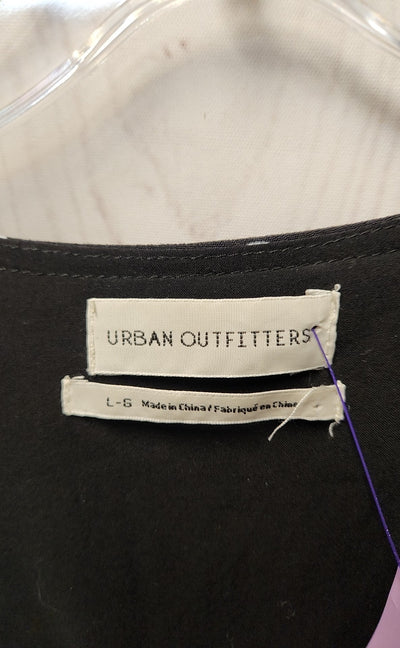 URBAN OUTFITTERS
L-G Made in China / Fabriqué en Chine